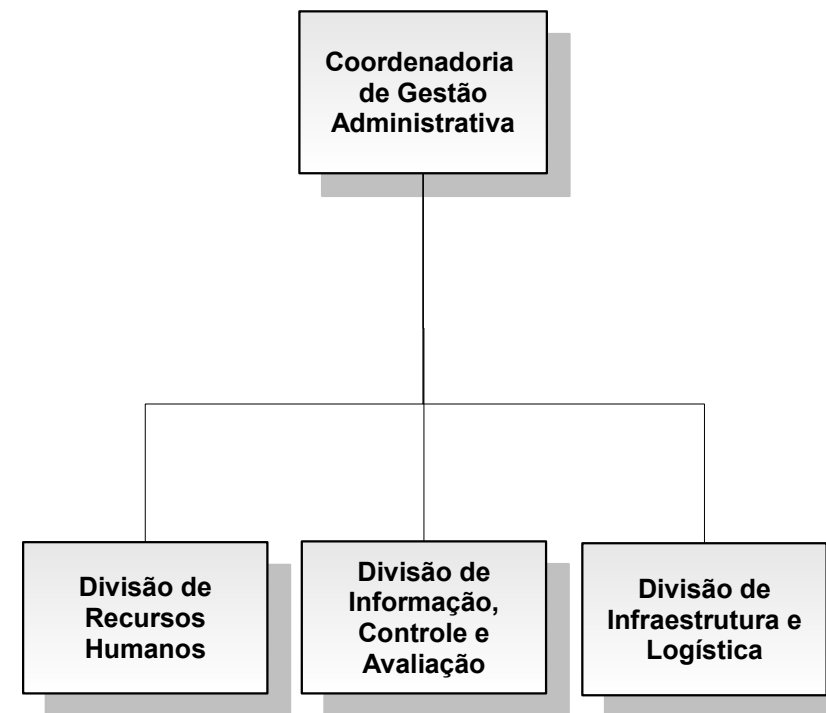 Coordenadoria
de Gestão
Administrativa
Divisão de
Recursos
Humanos
Divisão de
Informação,
Controle e
Avaliação
Divisão de
Infraestrutura e
Logística